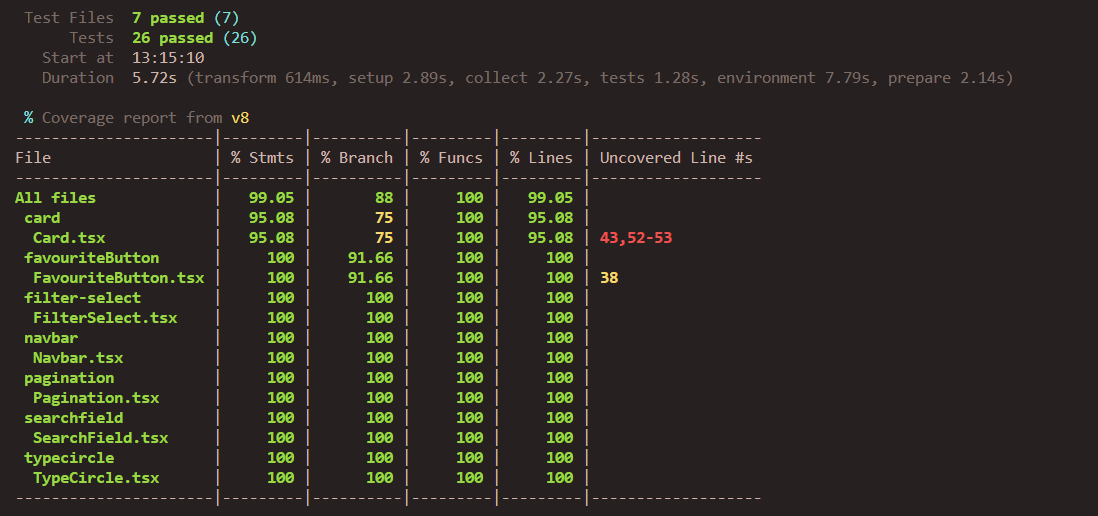 Test Files  7 passed (7)
     Tests  26 passed (26)
  Start at  13:15:10
  Duration  5.72s (transform 614ms, setup 2.89s, collect 2.27s, tests 1.28s, environment 7.79s, prepare 2.14s)

 % Coverage report from v8
----------------------|---------|----------|---------|---------|-------------------
File                  | % Stmts | % Branch | % Funcs | % Lines | Uncovered Line #s
----------------------|---------|----------|---------|---------|-------------------
All files             |   99.05 |       88 |     100 |   99.05 |
 card                 |   95.08 |       75 |     100 |   95.08 |
  Card.tsx            |   95.08 |       75 |     100 |   95.08 | 43,52-53
 favouriteButton      |     100 |    91.66 |     100 |     100 |
  FavouriteButton.tsx |     100 |    91.66 |     100 |     100 | 38
 filter-select        |     100 |      100 |     100 |     100 |
  FilterSelect.tsx    |     100 |      100 |     100 |     100 |
 navbar               |     100 |      100 |     100 |     100 |
  Navbar.tsx          |     100 |      100 |     100 |     100 |
 pagination           |     100 |      100 |     100 |     100 |
  Pagination.tsx      |     100 |      100 |     100 |     100 |
 searchfield          |     100 |      100 |     100 |     100 |
  SearchField.tsx     |     100 |      100 |     100 |     100 |
 typecircle           |     100 |      100 |     100 |     100 |
  TypeCircle.tsx      |     100 |      100 |     100 |     100 |
----------------------|---------|----------|---------|---------|-------------------